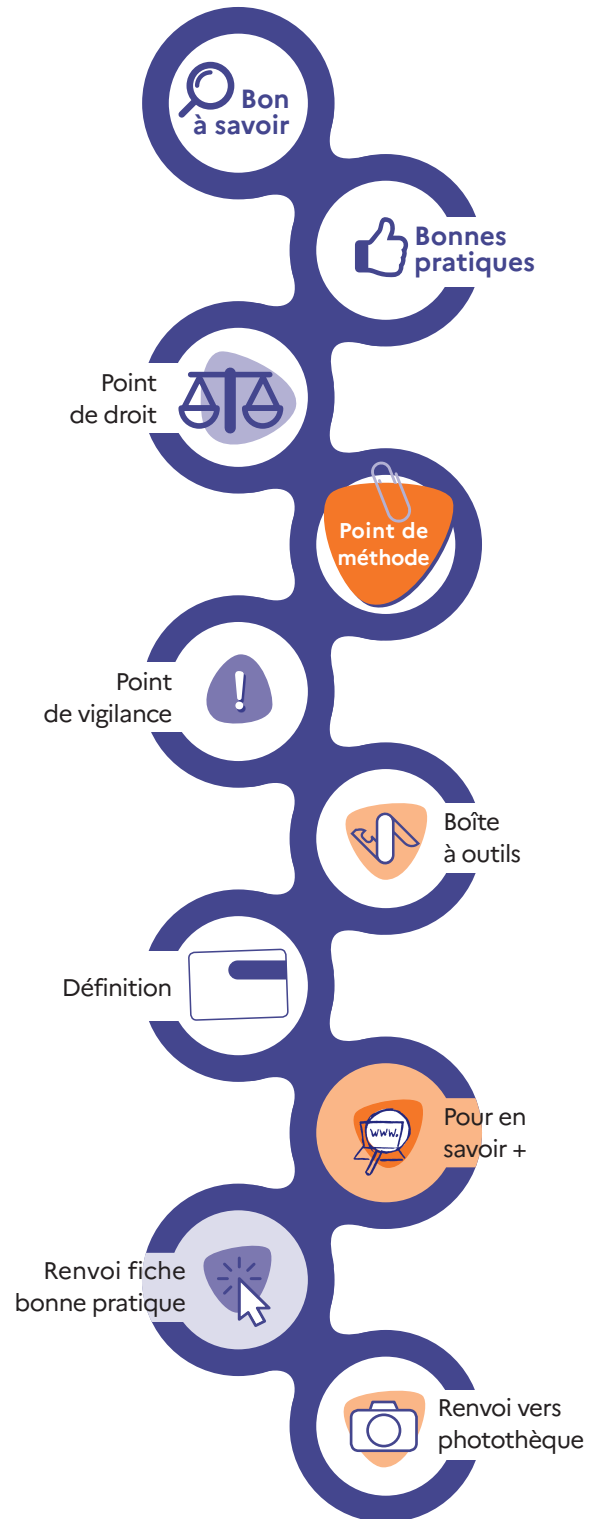 Bon
à savoir
Bonnes
pratiques
Point
de droit
Point de
méthode
!
Point
de vigilance
Boîte
à outils
Définition
www.
Pour en
savoir +
Renvoi fiche
bonne pratique
Renvoi vers
photothèque